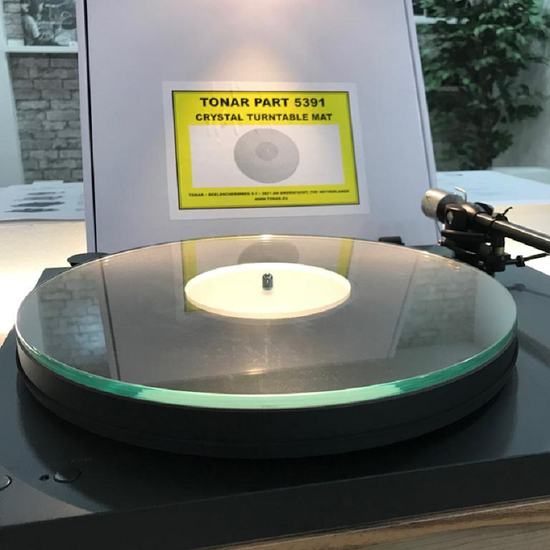 TONAR PART 5391
CRYSTAL TURNTABLE MAT
WWW.TONAR.EU